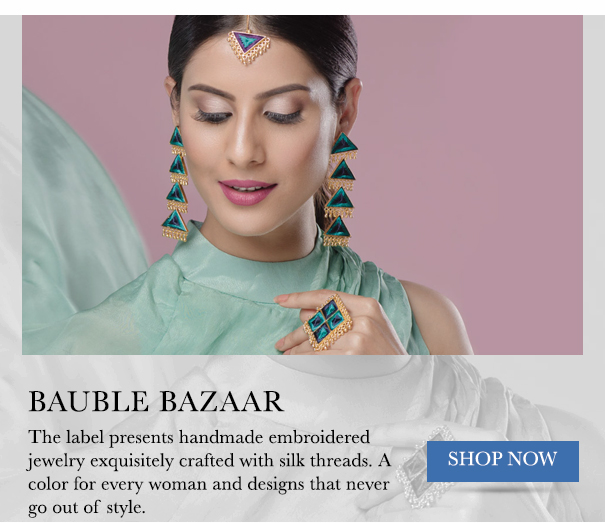 BAUBLE BAZAAR
The label presents handmade embroidered
jewelry exquisitely crafted with silk threads. A
color for every woman and designs that never
go out of style.
SHOP NOW